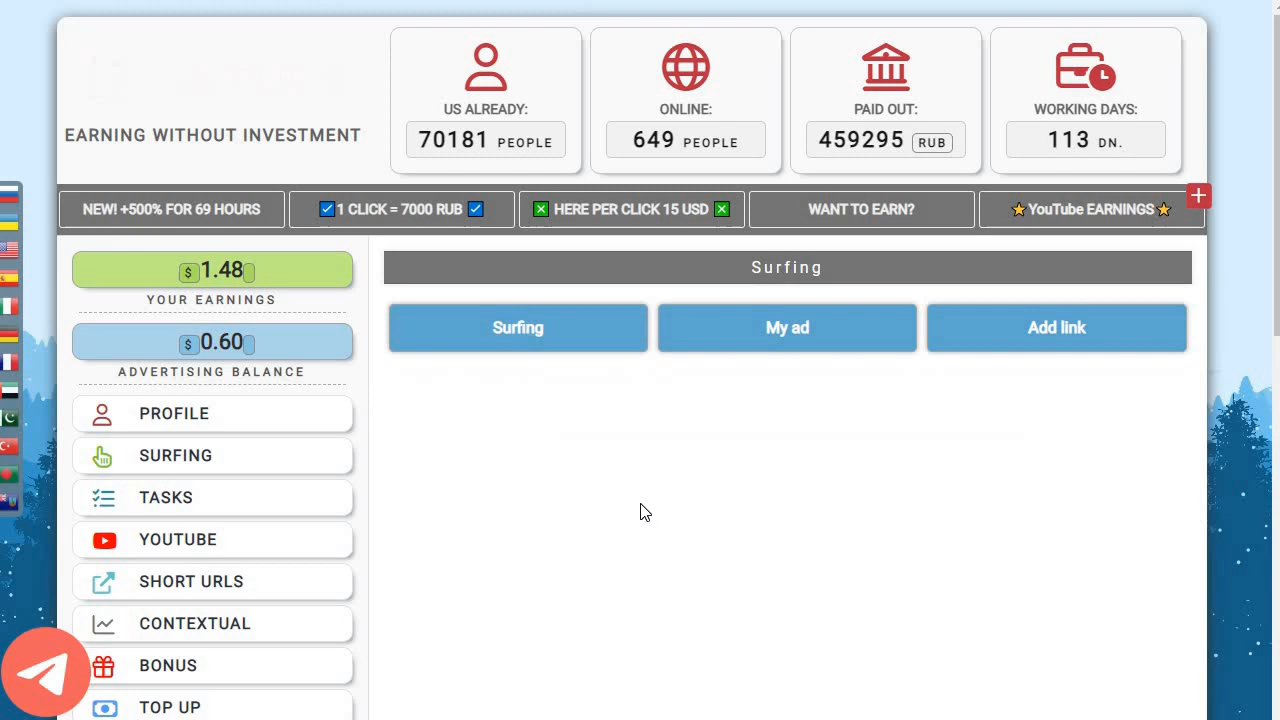 EARNING WITHOUT INVESTMENT
US ALREADY:
70181 PEOPLE
ONLINE:
649 PEOPLE
PAID OUT:
459295 RUB
WORKING DAYS:
113 DN.
NEW! +500% FOR 69 HOURS
1 CLICK = 7000 RUB
HERE PER CLICK 15 USD
WANT TO EARN?
YouTube EARNINGS
+
$ 1.48
YOUR EARNINGS
$ 0.60
ADVERTISING BALANCE
PROFILE
SURFING
TASKS
YOUTUBE
SHORT URLS
CONTEXTUAL
BONUS
TOP UP
Surfing
Surfing
My ad
Add link